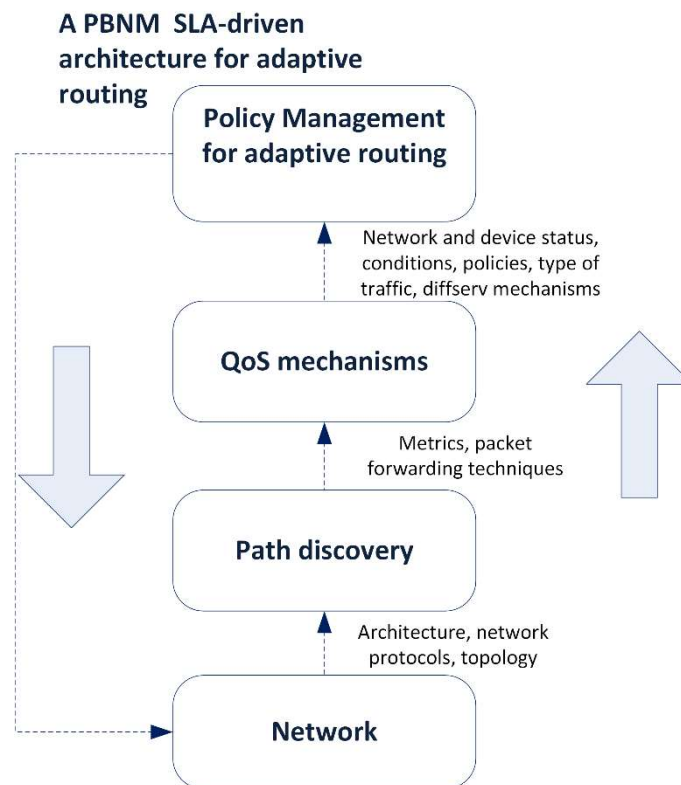 A PBNM SLA-driven
architecture for adaptive
routing
Policy Management
for adaptive routing
Network and device status,
conditions, policies, type of
traffic, diffserv mechanisms
QoS mechanisms
Metrics, packet
forwarding techniques
Path discovery
Architecture, network
protocols, topology
Network